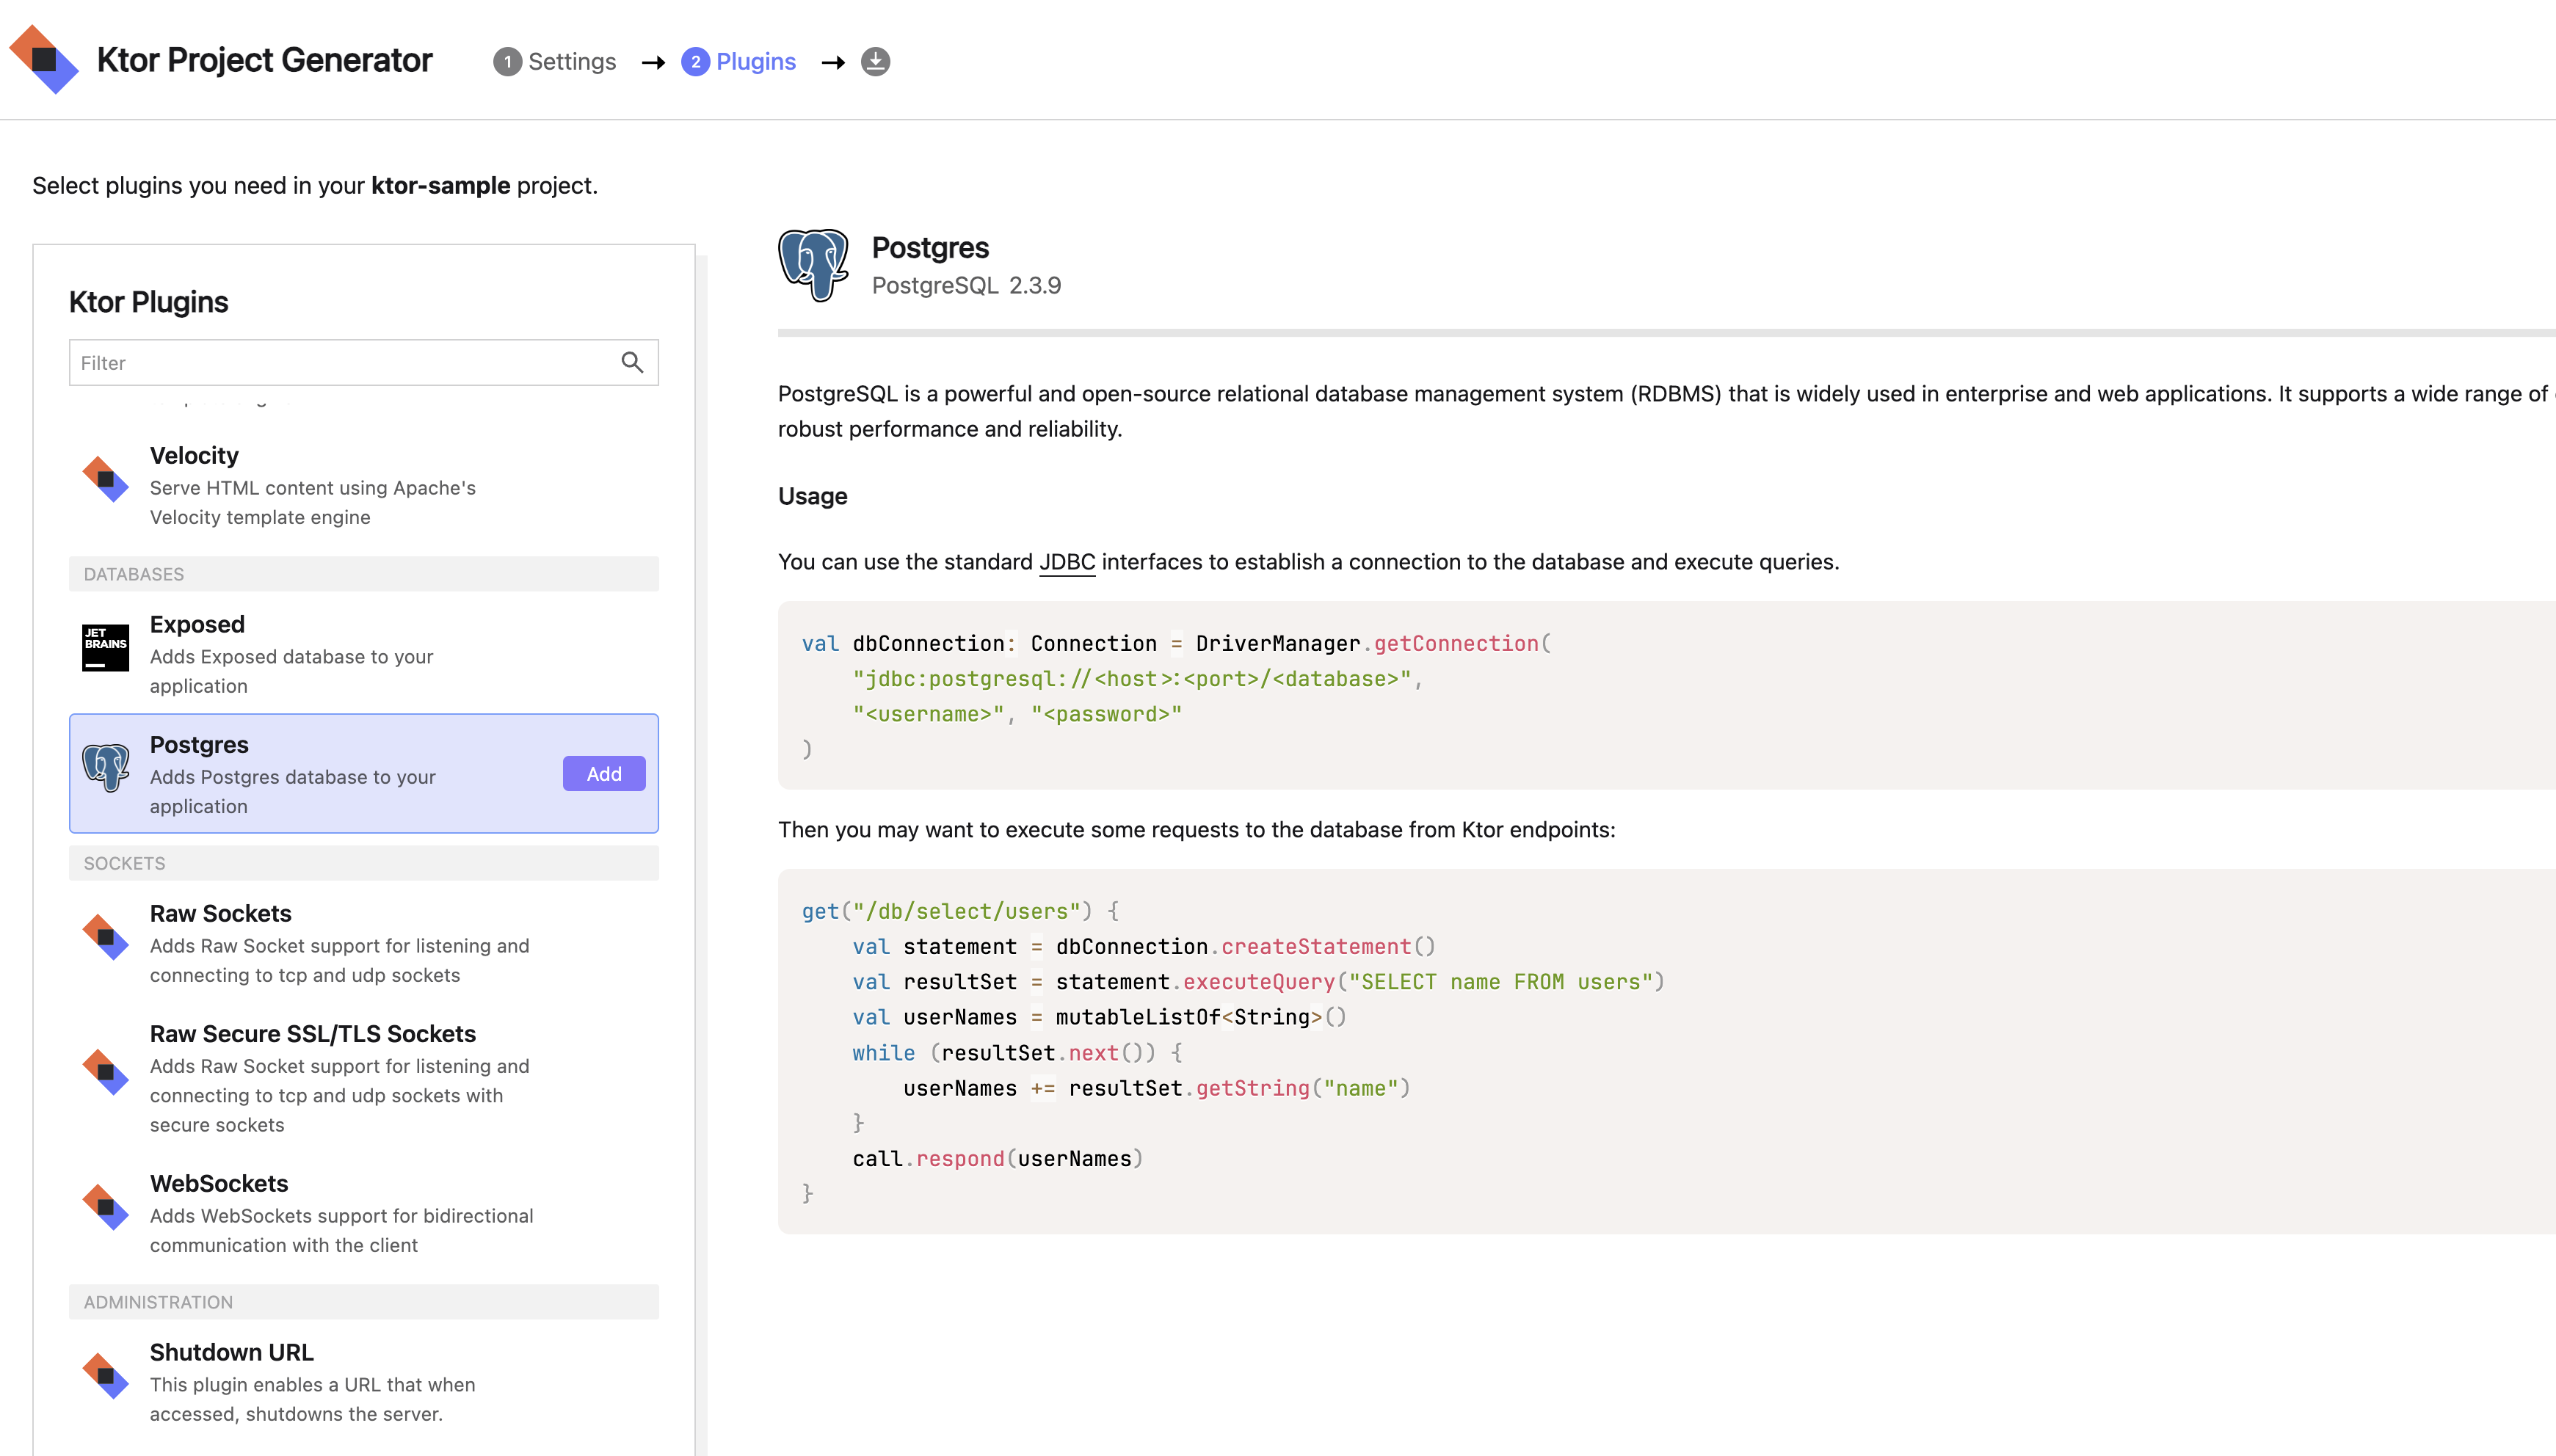 Ktor Project Generator
1 Settings → 2 Plugins →
Select plugins you need in your ktor-sample project.
Ktor Plugins
Filter
Velocity
Serve HTML content using Apache's
Velocity template engine
DATABASES
JET
BRAINS
Exposed
Adds Exposed database to your
application
Postgres
Adds Postgres database to your
application
Add
SOCKETS
Raw Sockets
Adds Raw Socket support for listening and
connecting to tcp and udp sockets
Raw Secure SSL/TLS Sockets
Adds Raw Socket support for listening and
connecting to tcp and udp sockets with
secure sockets
WebSockets
Adds WebSockets support for bidirectional
communication with the client
ADMINISTRATION
Shutdown URL
This plugin enables a URL that when
accessed, shutdowns the server.
Postgres
PostgreSQL 2.3.9
PostgreSQL is a powerful and open-source relational database management system (RDBMS) that is widely used in enterprise and web applications. It supports a wide range of
robust performance and reliability.
Usage
You can use the standard JDBC interfaces to establish a connection to the database and execute queries.
val dbConnection: Connection = DriverManager.getConnection(
    "jdbc:postgresql://<host>:<port>/<database>",
    "<username>", "<password>"
)
Then you may want to execute some requests to the database from Ktor endpoints:
get("/db/select/users") {
    val statement = dbConnection.createStatement()
    val resultSet = statement.executeQuery("SELECT name FROM users")
    val userNames = mutableListOf<String>()
    while (resultSet.next()) {
        userNames += resultSet.getString("name")
    }
    call.respond(userNames)
}